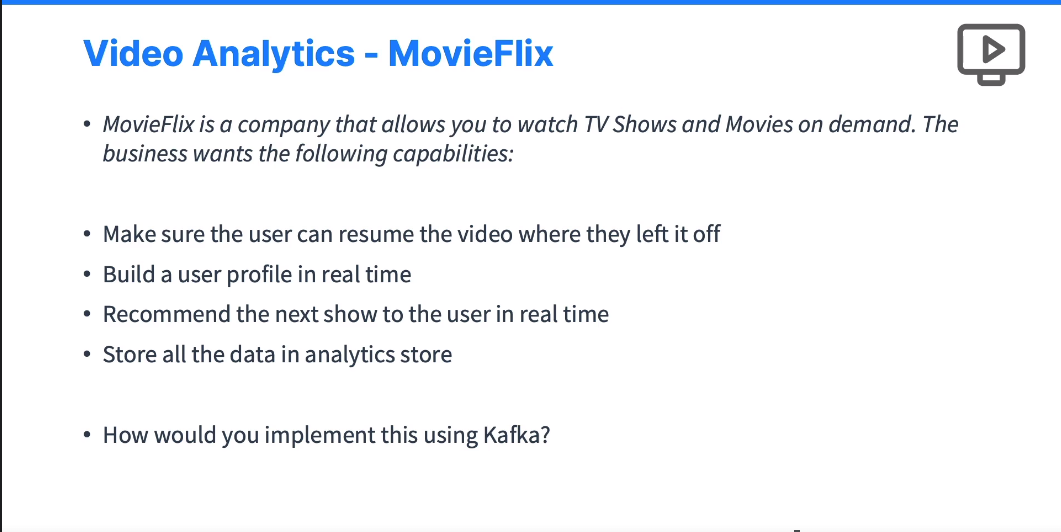 Video Analytics - MovieFlix
• MovieFlix is a company that allows you to watch TV Shows and Movies on demand. The
business wants the following capabilities:
• Make sure the user can resume the video where they left it off
• Build a user profile in real time
• Recommend the next show to the user in real time
• Store all the data in analytics store
• How would you implement this using Kafka?